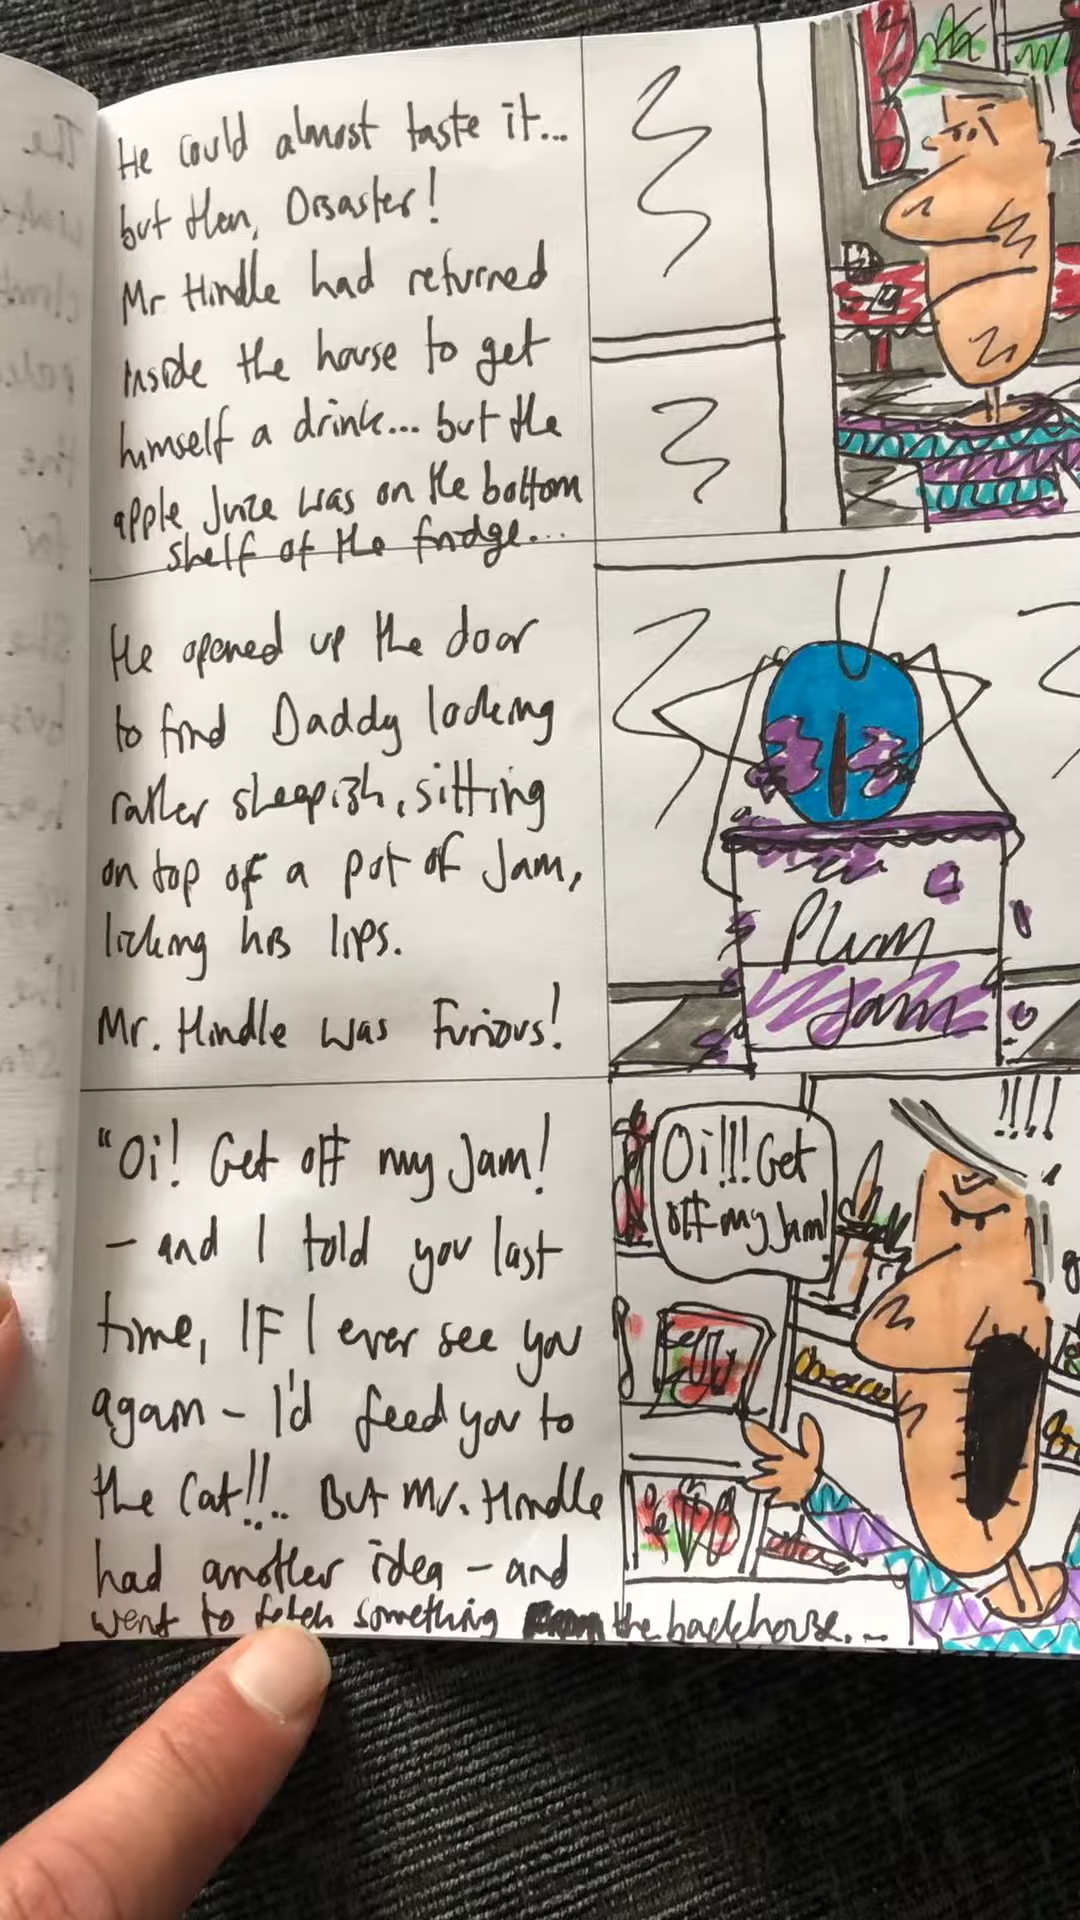 He could almost taste it...
but then, Disaster!
Mr Hindle had returned
inside the house to get
himself a drink... but the
apple Juice was on the bottom
shelf of the fridge...
He opened up the door
to find Daddy looking
rather sheepish, sitting
on top of a pot of Jam,
licking his lips.
Mr. Hindle was Furious!
Plum
Jam
"Oi! Get off my Jam!
- and I told you last
time, IF I ever see you
again - I'd feed you to
the Cat!!... But Mr. Hindle
had another idea - and
went to fetch something the backhouse...
Oi!!! Get
off my Jam!
!!!!